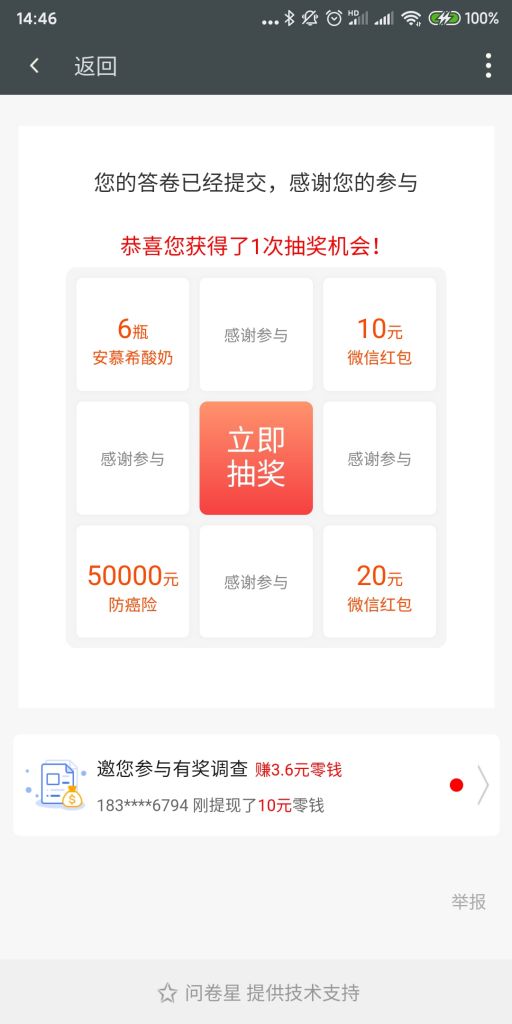 14:46
HD
100%
返回
您的答卷已经提交，感谢您的参与
恭喜您获得了1次抽奖机会！
6瓶
安慕希酸奶
感谢参与
10元
微信红包
感谢参与
立即
抽奖
感谢参与
50000元
防癌险
感谢参与
20元
微信红包
邀您参与有奖调查 赚3.6元零钱
183****6794 刚提现了10元零钱
举报
问卷星 提供技术支持